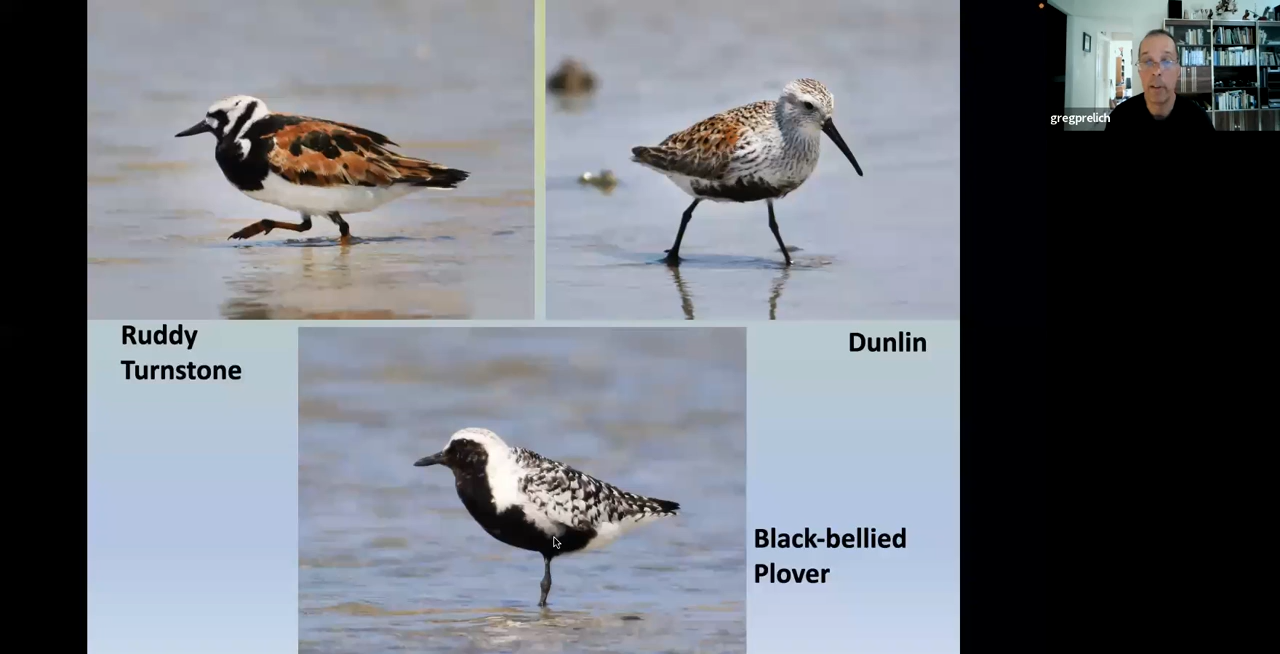 gregprelich
Ruddy
Turnstone
Dunlin
Black-bellied
Plover